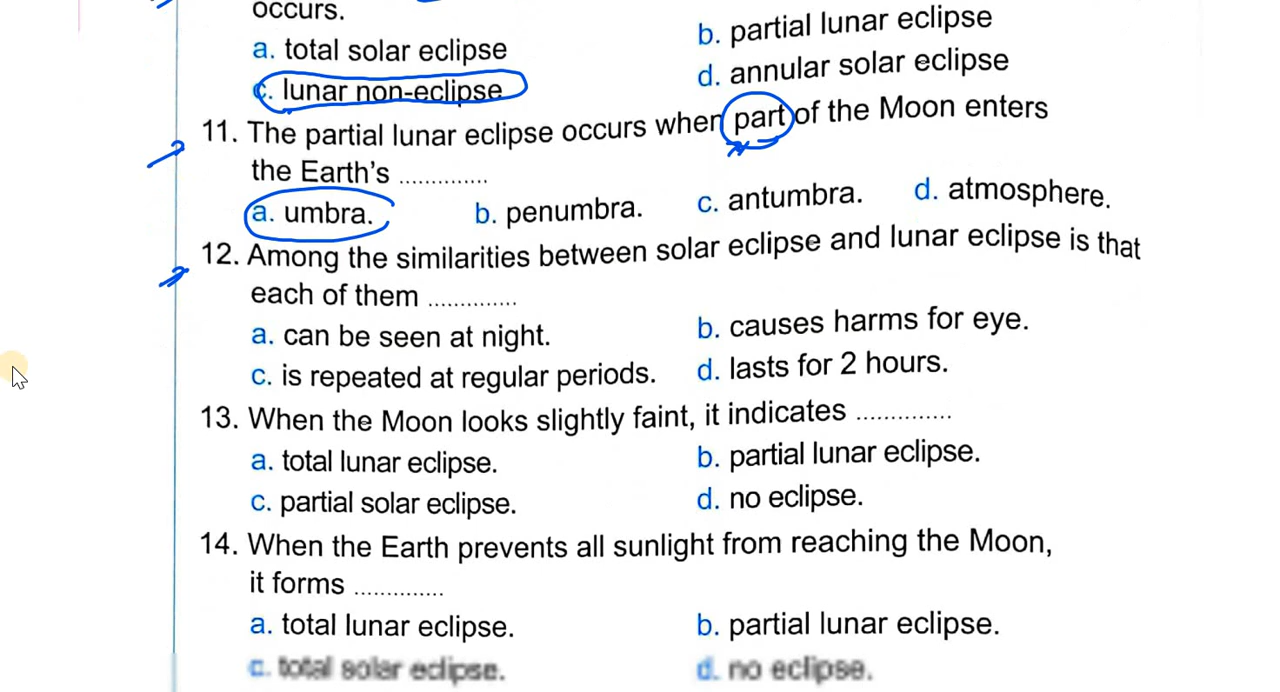 occurs.
a. total solar eclipse
b. partial lunar eclipse
c. lunar non-eclipse
d. annular solar eclipse
11. The partial lunar eclipse occurs when part of the Moon enters
the Earth's ..............
a. umbra. b. penumbra. c. antumbra. d. atmosphere.
12. Among the similarities between solar eclipse and lunar eclipse is that
each of them ..............
a. can be seen at night. b. causes harms for eye.
c. is repeated at regular periods. d. lasts for 2 hours.
13. When the Moon looks slightly faint, it indicates ..............
a. total lunar eclipse. b. partial lunar eclipse.
c. partial solar eclipse. d. no eclipse.
14. When the Earth prevents all sunlight from reaching the Moon,
it forms ..............
a. total lunar eclipse. b. partial lunar eclipse.
c. total solar eclipse. d. no eclipse.